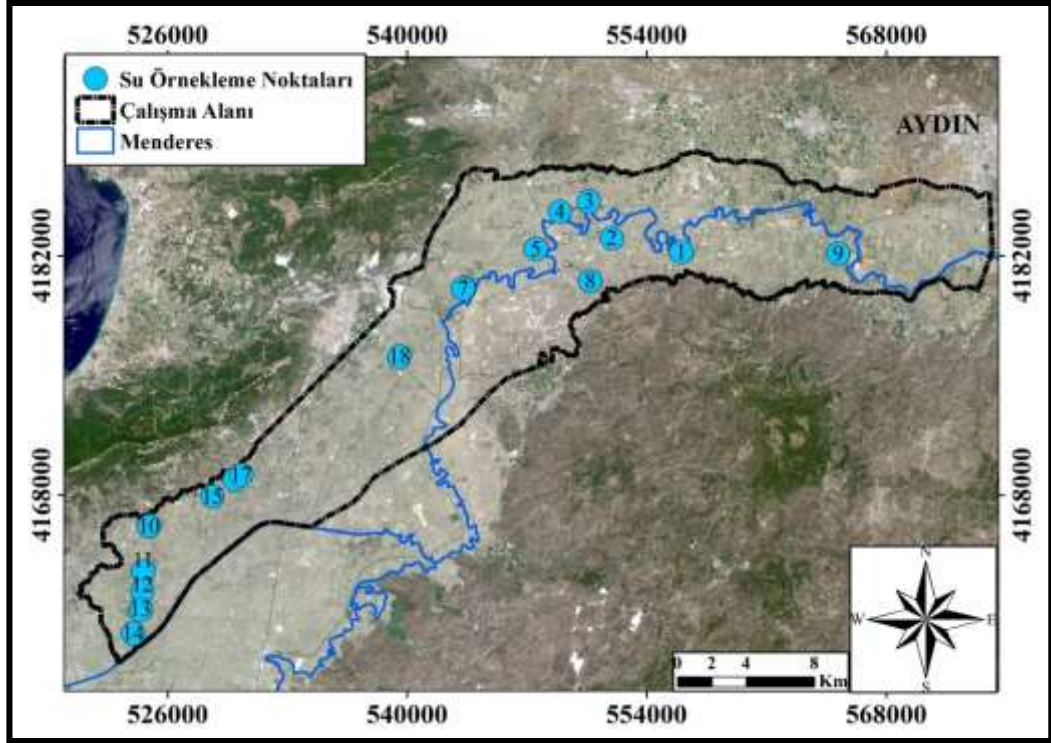 526000 540000 554000 568000
Su Örnekleme Noktaları
Çalışma Alanı
Menderes
AYDIN
3
4
2
5
1
9
4182000
4182000
8
7
18
17
15
4168000
4168000
10
11
12
13
14
N
W E
S
0 2 4 8
Km
526000 540000 554000 568000